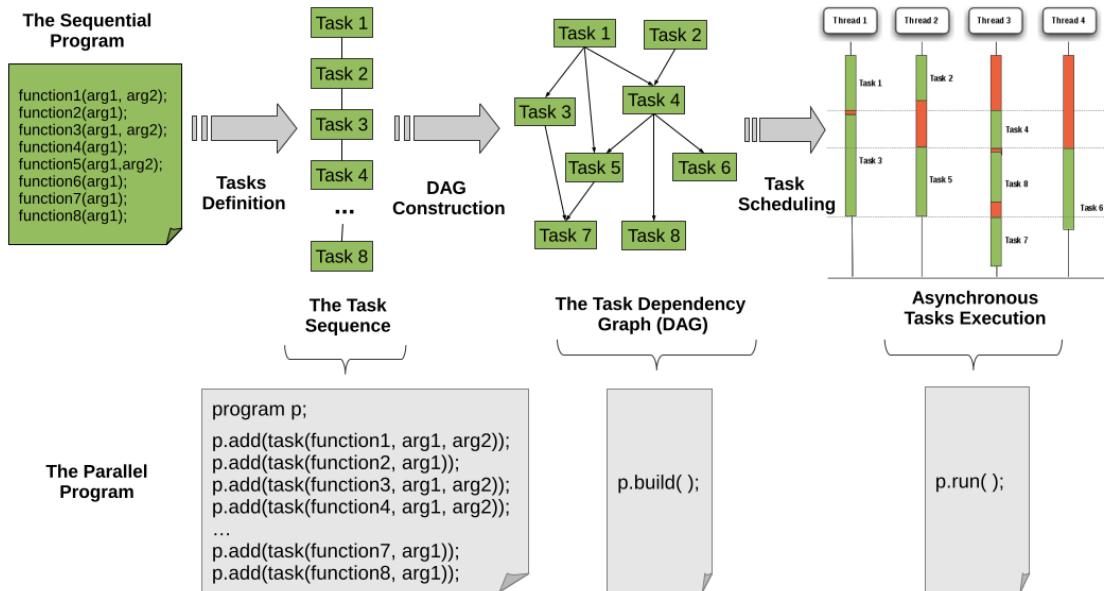 The Sequential
Program
function1(arg1, arg2);
function2(arg1);
function3(arg1, arg2);
function4(arg1);
function5(arg1,arg2);
function6(arg1);
function7(arg1);
function8(arg1);
Tasks
Definition
Task 1
Task 2
Task 3
Task 4
...
Task 8
The Task
Sequence
DAG
Construction
Task 1
Task 2
Task 3
Task 4
Task 5
Task 6
Task 7
Task 8
The Task Dependency
Graph (DAG)
Task
Scheduling
Thread 1
Thread 2
Thread 3
Thread 4
Task 1
Task 2
Task 4
Task 3
Task 5
Task 8
Task 6
Task 7
Asynchronous
Tasks Execution
The Parallel
Program
program p;
p.add(task(function1, arg1, arg2));
p.add(task(function2, arg1));
p.add(task(function3, arg1, arg2));
p.add(task(function4, arg1, arg2));
...
p.add(task(function7, arg1));
p.add(task(function8, arg1));
p.build( );
p.run( );